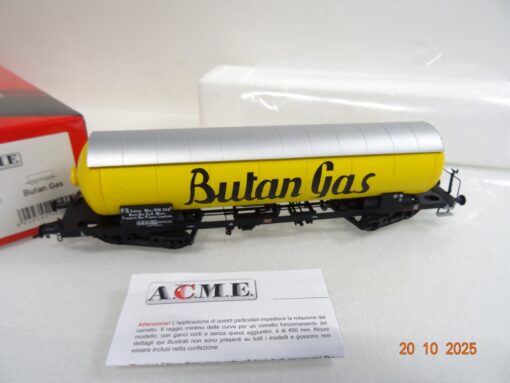 A.C.M.E.
Butan Gas
Butan Gas
FS Italia
A.C.M.E.
Attenzione! L'applicazione di questi particolari impedisce la rotazione del
carrello. Il raggio minimo delle curve per un corretto funzionamento del
modello, con ganci corti e senza questi aggiuntivi, è di 450 mm. Alcuni
dettagli qui illustrati non sono presenti su tutti i modelli e possono non
essere inclusi nella confezione.
20 10 2025